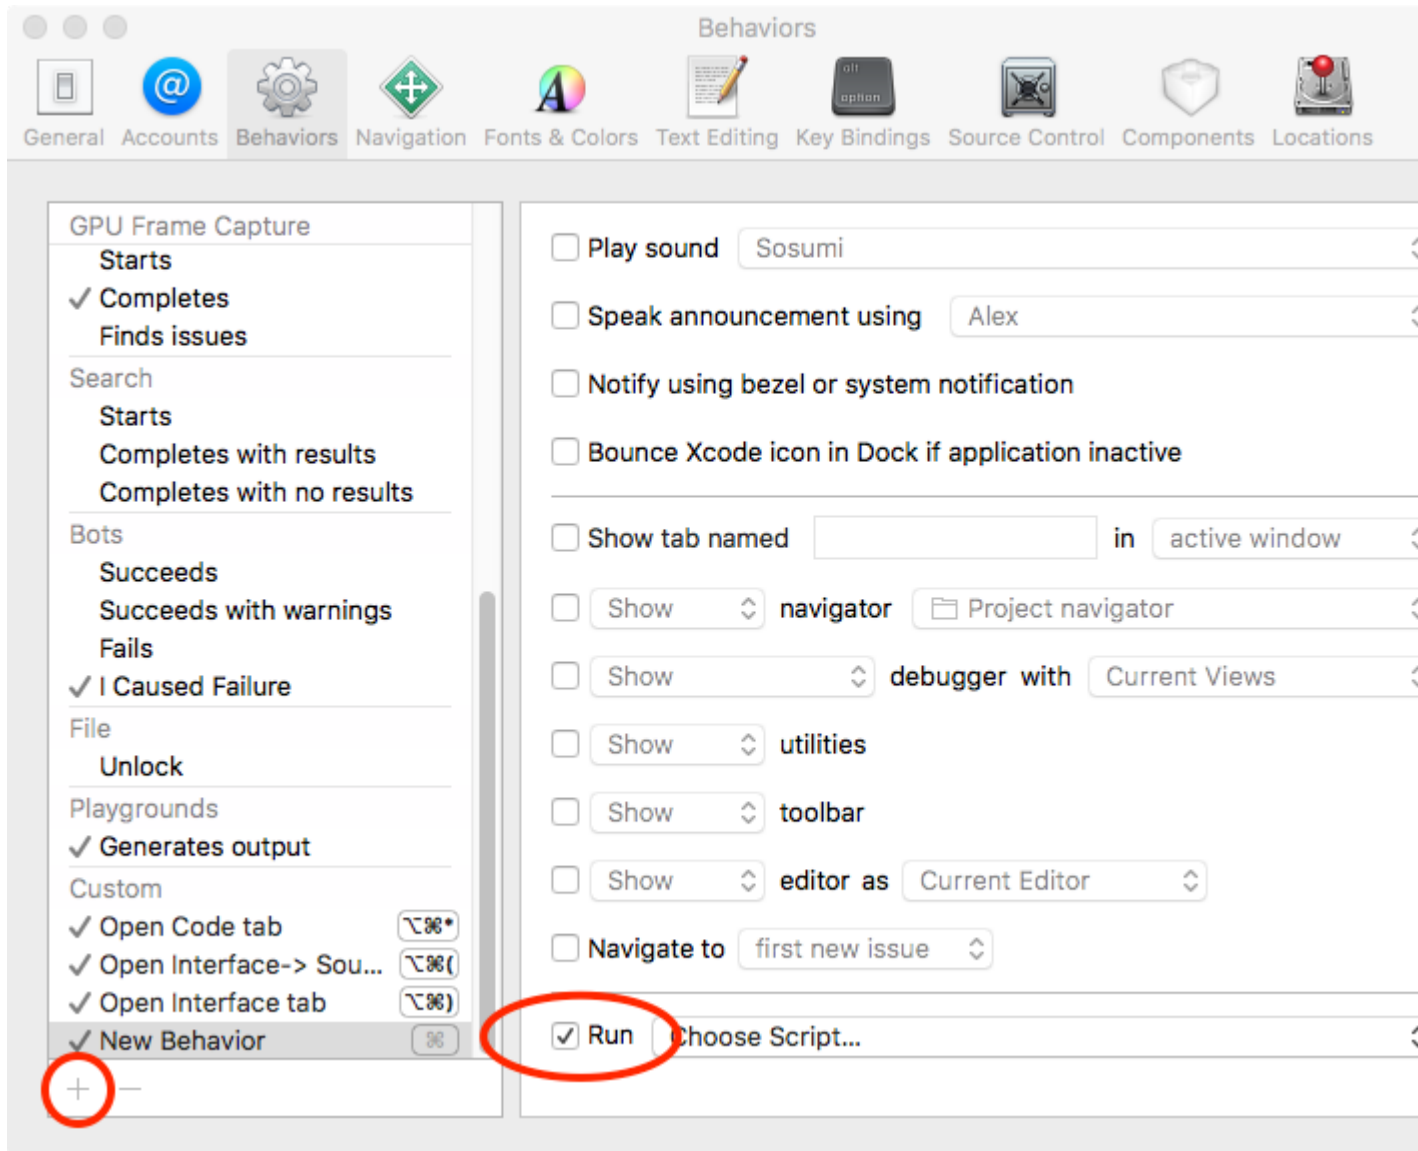 Behaviors
@
alt
option
General Accounts Behaviors Navigation Fonts & Colors Text Editing Key Bindings Source Control Components Locations
GPU Frame Capture
Starts
✓ Completes
Finds issues
Search
Starts
Completes with results
Completes with no results
Bots
Succeeds
Succeeds with warnings
Fails
✓ I Caused Failure
File
Unlock
Playgrounds
✓ Generates output
Custom
✓ Open Code tab ⌥⌘*
✓ Open Interface-> Sou... ⌥⌘(
✓ Open Interface tab ⌥⌘)
✓ New Behavior ⌘
+ −
Play sound Sosumi
Speak announcement using Alex
Notify using bezel or system notification
Bounce Xcode icon in Dock if application inactive
Show tab named in active window
Show navigator Project navigator
Show debugger with Current Views
Show utilities
Show toolbar
Show editor as Current Editor
Navigate to first new issue
✓ Run Choose Script...